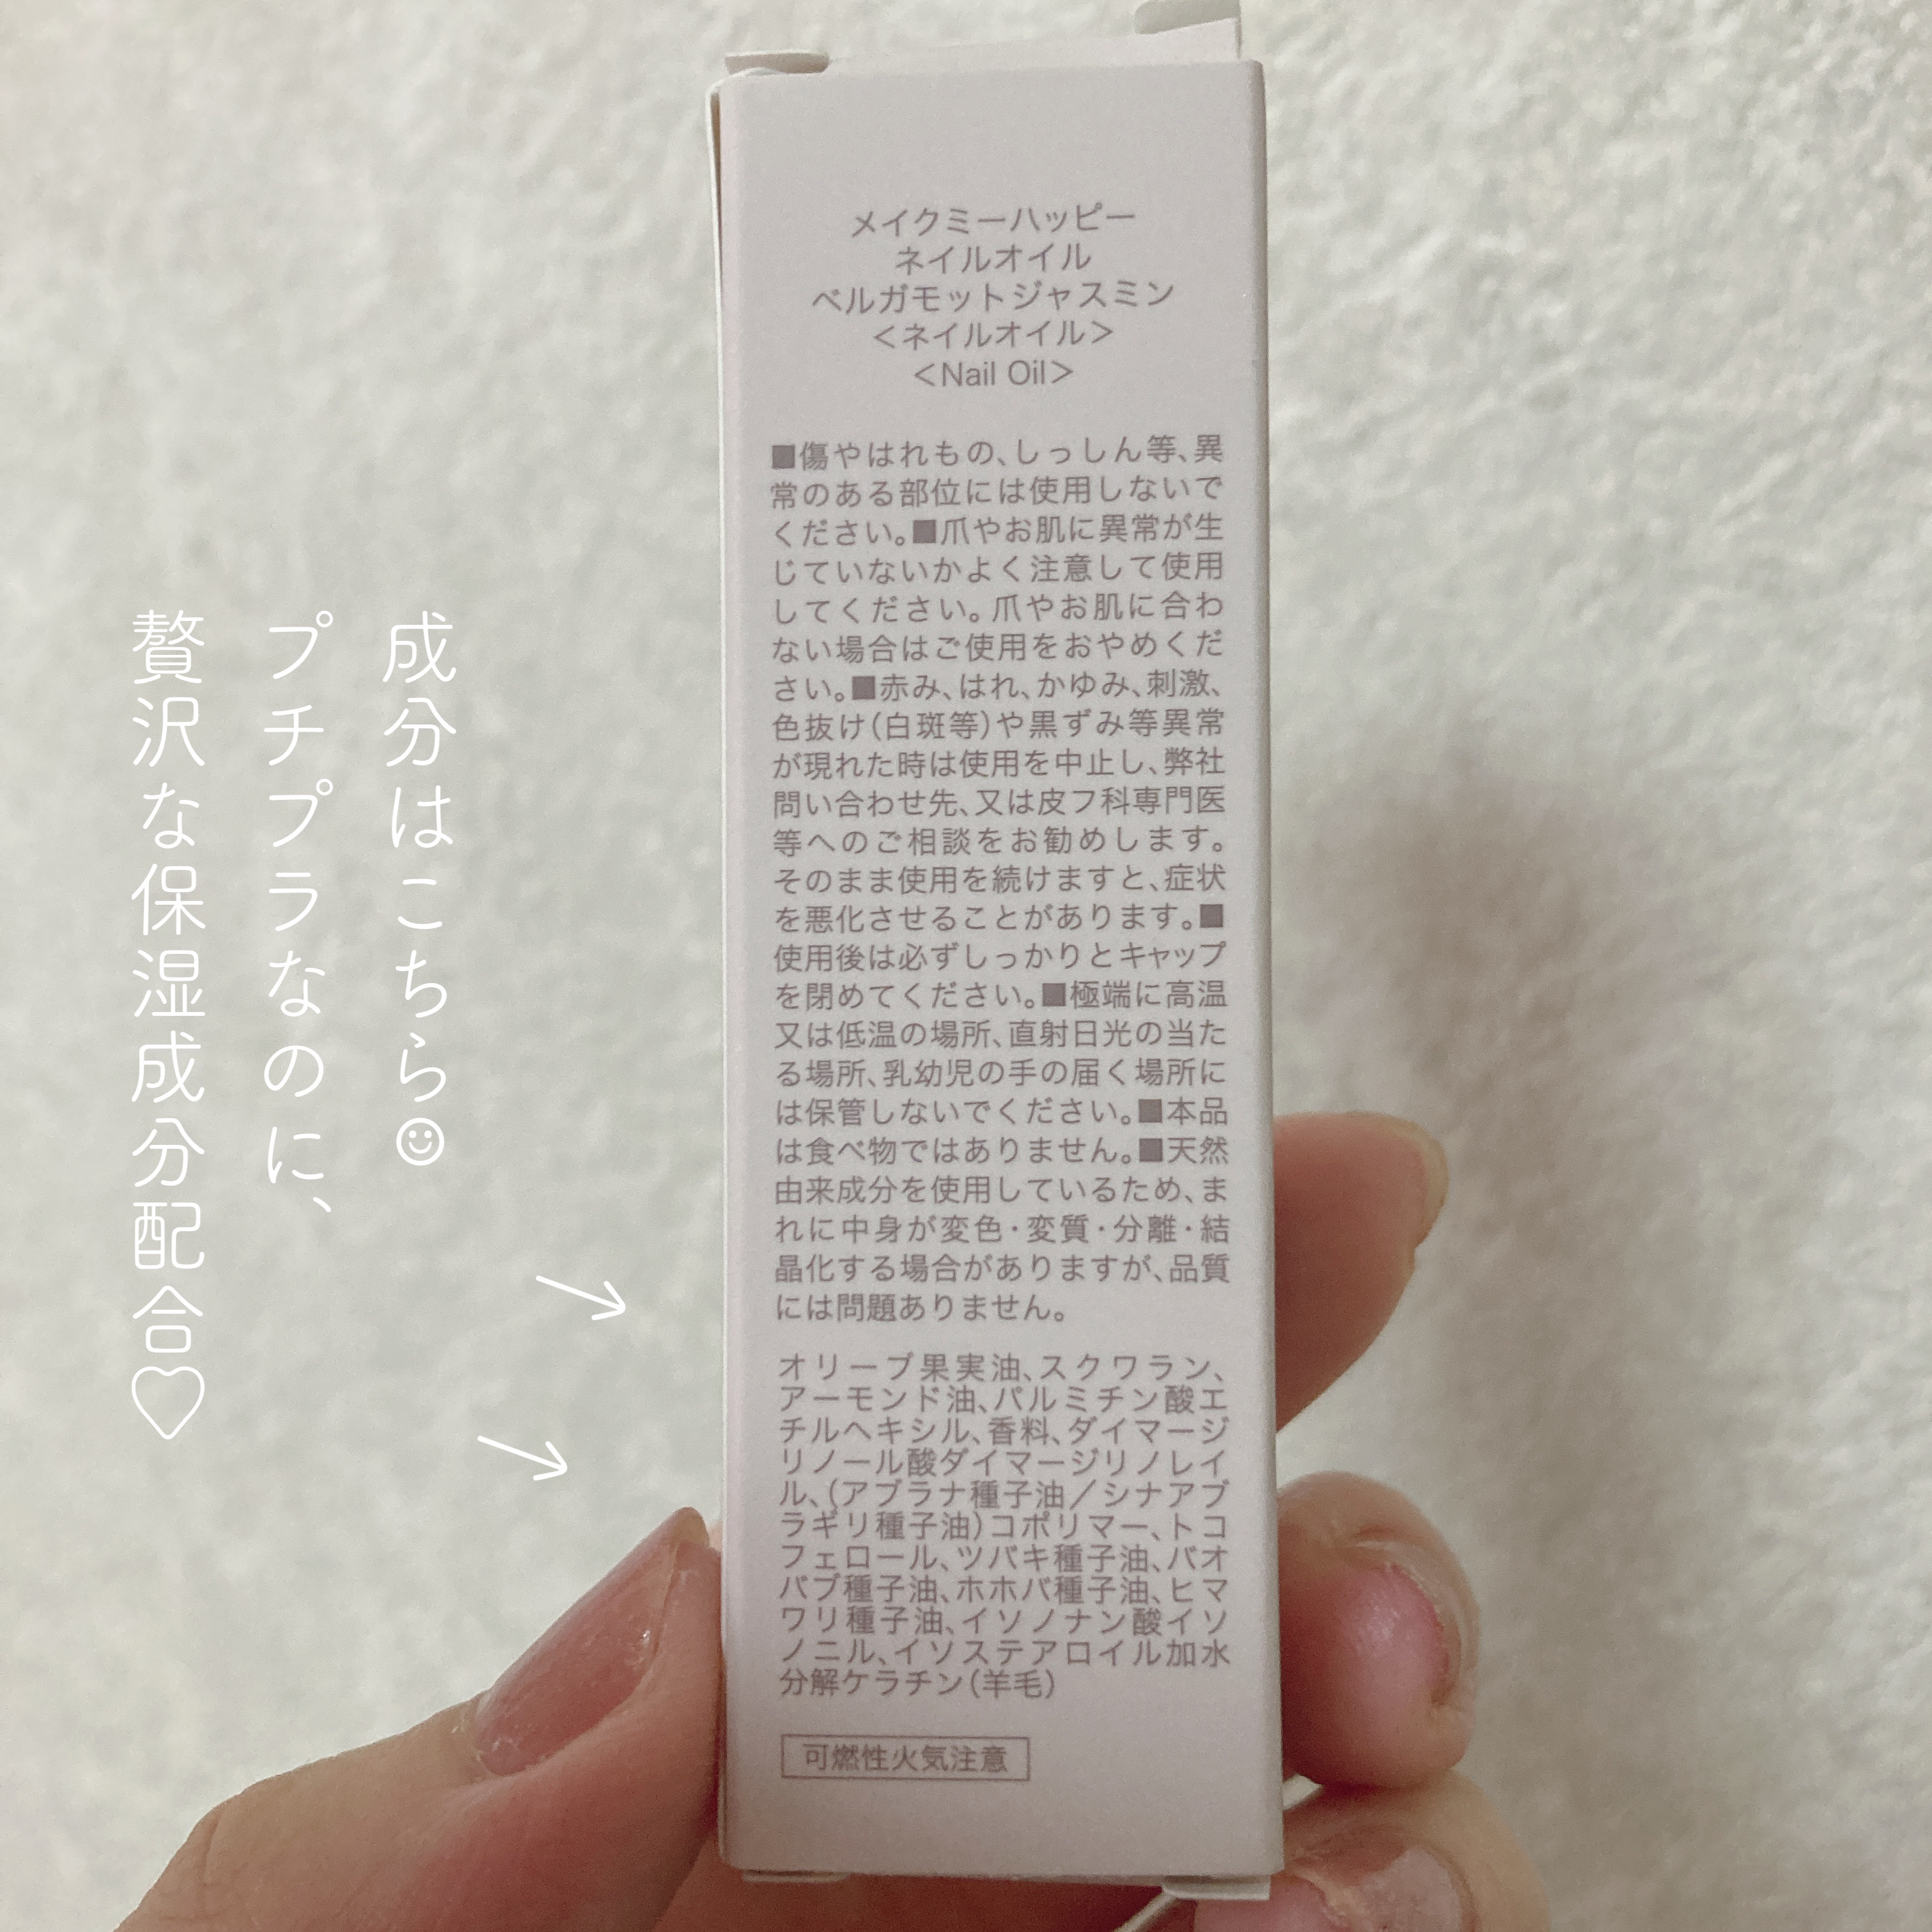 成分はこちら☺
プチプラなのに、
贅沢な保湿成分配合♡
メイクミーハッピー
ネイルオイル
ベルガモットジャスミン
＜ネイルオイル＞
＜Nail Oil＞
■傷やはれもの、しっしん等、異
常のある部位には使用しないで
ください。■爪やお肌に異常が生
じていないかよく注意して使用
してください。爪やお肌に合わ
ない場合はご使用をおやめくだ
さい。■赤み、はれ、かゆみ、刺激、
色抜け（白斑等）や黒ずみ等異常
が現れた時は使用を中止し、弊社
問い合わせ先、又は皮フ科専門医
等へのご相談をお勧めします。
そのまま使用を続けますと、症状
を悪化させることがあります。■
使用後は必ずしっかりとキャップ
を閉めてください。■極端に高温
又は低温の場所、直射日光の当た
る場所、乳幼児の手の届く場所に
は保管しないでください。■本品
は食べ物ではありません。■天然
由来成分を使用しているため、ま
れに中身が変色・変質・分離・結
晶化する場合がありますが、品質
には問題ありません。
オリーブ果実油、スクワラン、
アーモンド油、パルミチン酸エ
チルヘキシル、香料、ダイマージ
リノール酸ダイマージリノレイ
ル、（アブラナ種子油／シナアブ
ラギリ種子油）コポリマー、トコ
フェロール、ツバキ種子油、バオ
バブ種子油、ホホバ種子油、ヒマ
ワリ種子油、イソノナン酸イソ
ノニル、イソステアロイル加水
分解ケラチン（羊毛）
可燃性火気注意